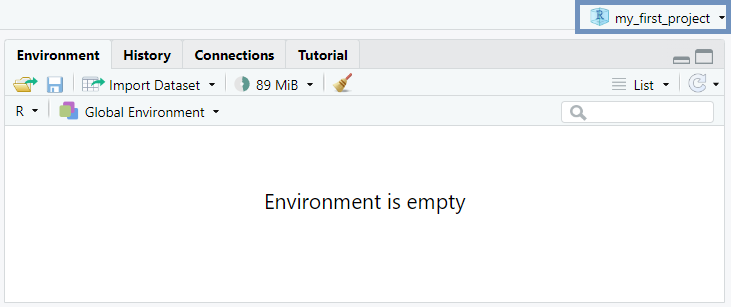 R my_first_project
Environment History Connections Tutorial
Import Dataset 89 MiB List
R Global Environment
Environment is empty